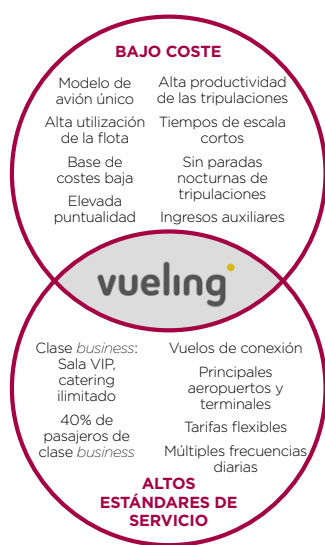 BAJO COSTE
Modelo de
avión único
Alta utilización
de la flota
Base de
costes baja
Elevada
puntualidad
Alta productividad
de las tripulaciones
Tiempos de escala
cortos
Sin paradas
nocturnas de
tripulaciones
Ingresos auxiliares
vueling
Clase business:
Sala VIP,
catering
ilimitado
40% de
pasajeros de
clase business
Vuelos de conexión
Principales
aeropuertos y
terminales
Tarifas flexibles
Múltiples frecuencias
diarias
ALTOS
ESTÁNDARES DE
SERVICIO